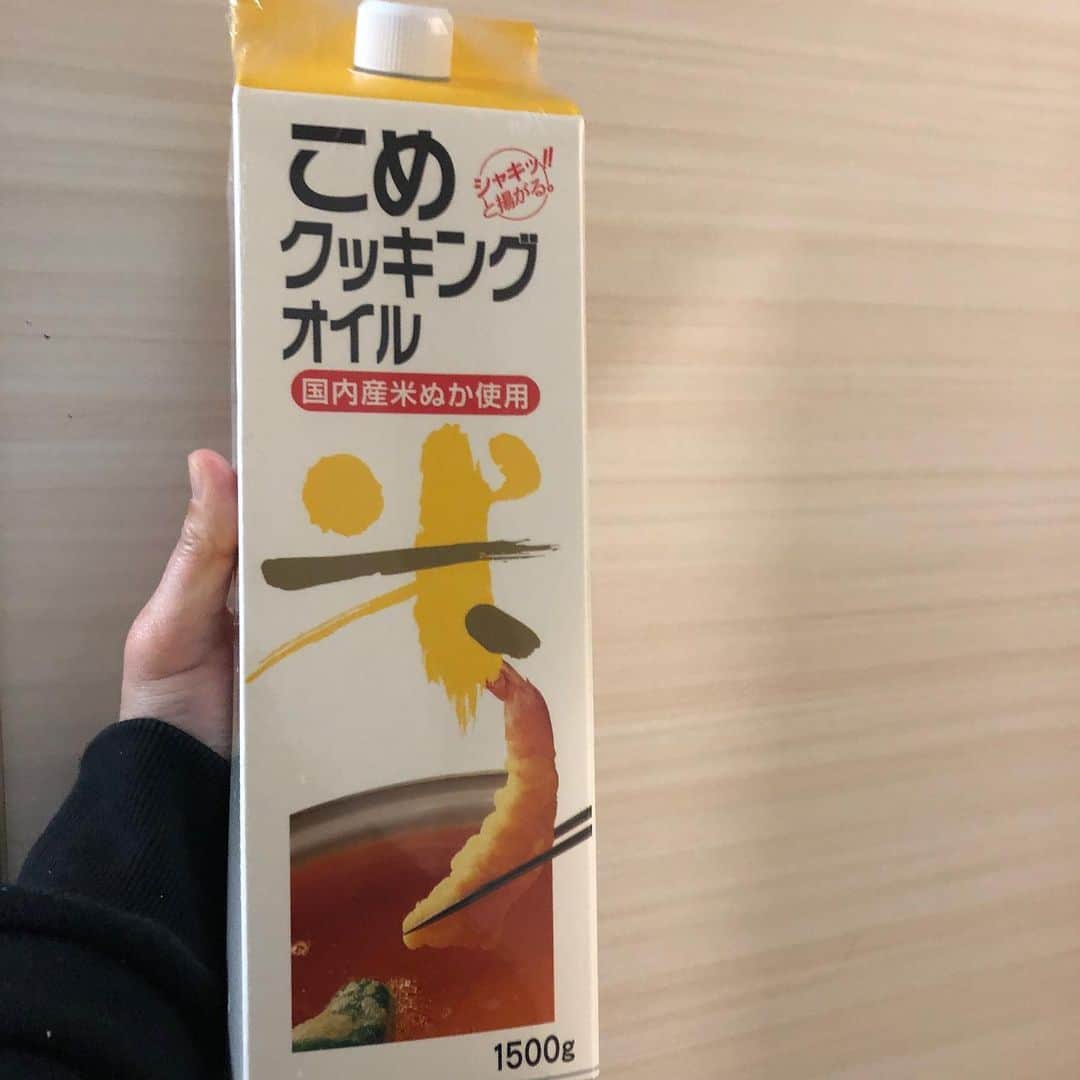 こめ
クッキング
オイル
シャキッ!!
と揚がる。
国内産米ぬか使用
米
1500g